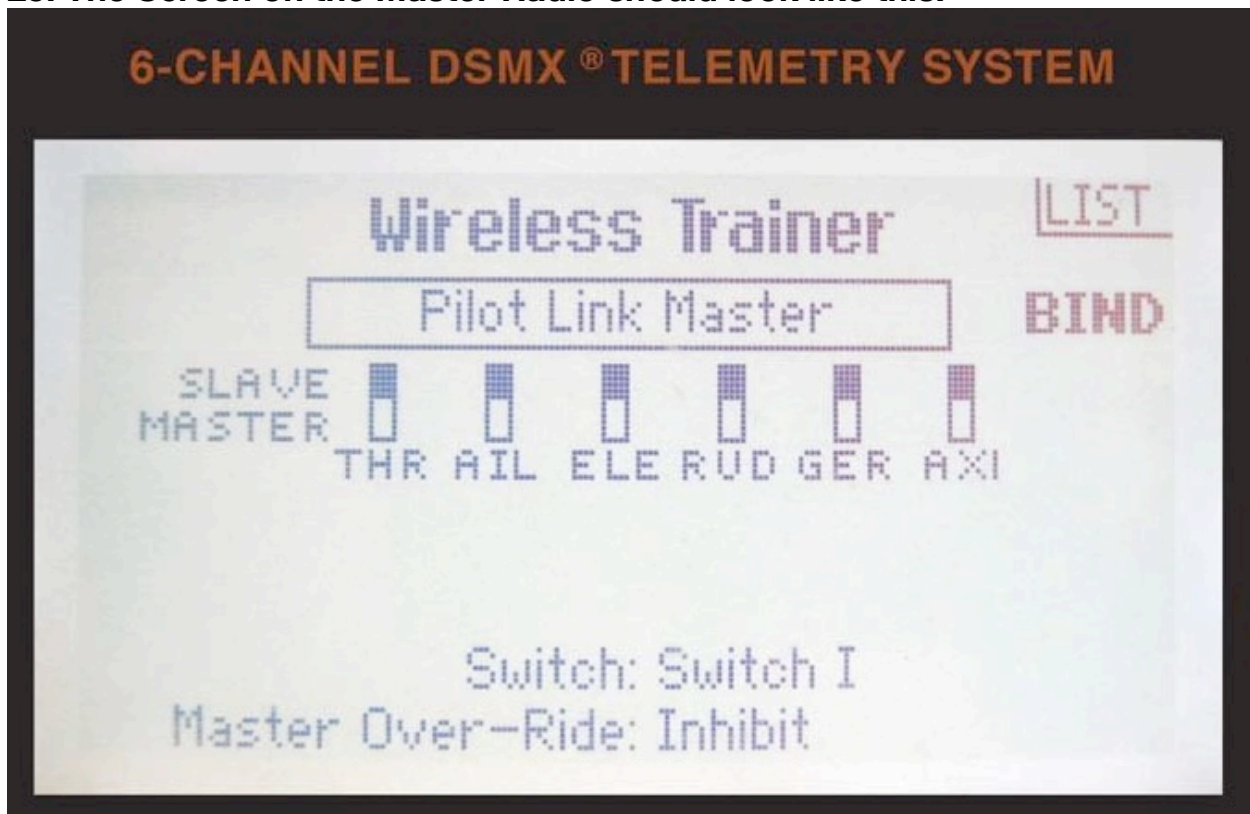 6-CHANNEL DSMX ® TELEMETRY SYSTEM
Wireless Trainer
LIST
Pilot Link Master
BIND
SLAVE
MASTER
THR AIL ELE RUD GER AXI
Switch: Switch I
Master Over-Ride: Inhibit